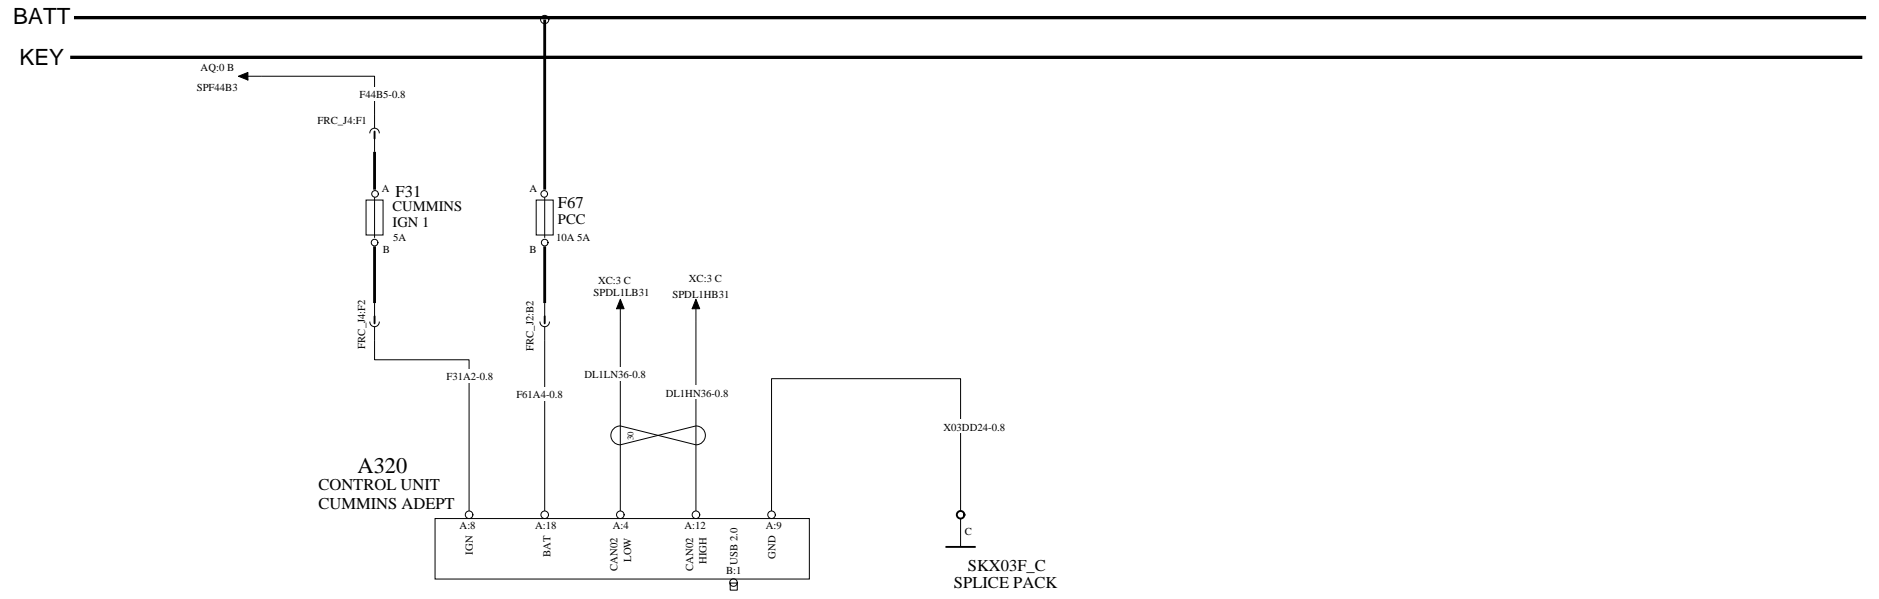 BATT
KEY
AQ:0 B
SPF44B3
F44B5-0.8
FRC_J4:F1
A
F31
CUMMINS
IGN 1
5A
B
A
F67
PCC
10A 5A
B
FRC_J4:F2
FRC_J2:B2
XC:3 C
SPDL1LB31
XC:3 C
SPDL1HB31
F31A2-0.8
F61A4-0.8
DL1LN36-0.8
DL1HN36-0.8
30
X03DD24-0.8
A320
CONTROL UNIT
CUMMINS ADEPT
A:8
IGN
A:18
BAT
A:4
CAN02
LOW
A:12
CAN02
HIGH
USB 2.0
B:1
A:9
GND
C
SKX03F_C
SPLICE PACK